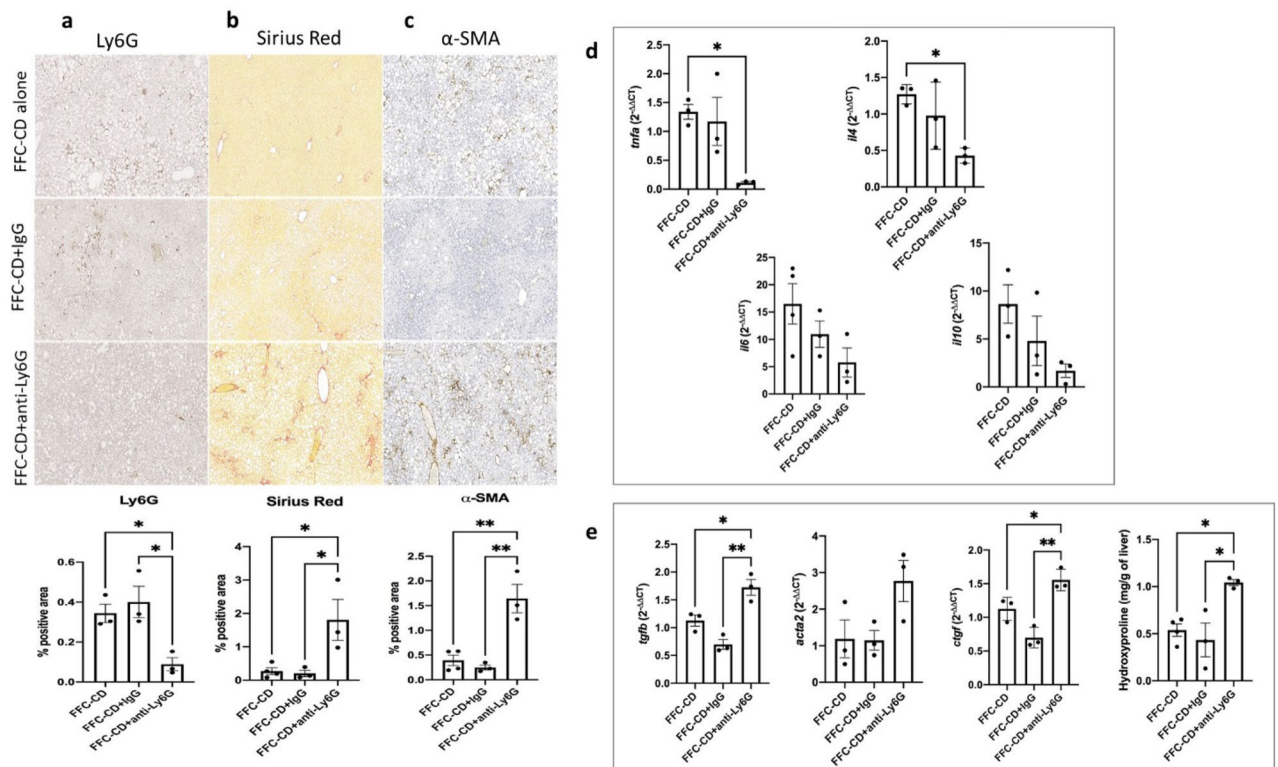 a
b
c
Ly6G
Sirius Red
α-SMA
FFC-CD alone
FFC-CD+IgG
FFC-CD+anti-Ly6G
Ly6G
*
*
% positive area
0.6
0.4
0.2
0.0
FFC-CD
FFC-CD+IgG
FFC-CD+anti-Ly6G
Sirius Red
*
*
% positive area
4
3
2
1
0
FFC-CD
FFC-CD+IgG
FFC-CD+anti-Ly6G
α-SMA
**
**
% positive area
2.5
2.0
1.5
1.0
0.5
0.0
FFC-CD
FFC-CD+IgG
FFC-CD+anti-Ly6G
d
*
tnfa (2-ΔΔCT)
2.5
2.0
1.5
1.0
0.5
0.0
FFC-CD
FFC-CD+IgG
FFC-CD+anti-Ly6G
*
il4 (2-ΔΔCT)
2.0
1.5
1.0
0.5
0.0
FFC-CD
FFC-CD+IgG
FFC-CD+anti-Ly6G
il6 (2-ΔΔCT)
25
20
15
10
5
0
FFC-CD
FFC-CD+IgG
FFC-CD+anti-Ly6G
il10 (2-ΔΔCT)
15
10
5
0
FFC-CD
FFC-CD+IgG
FFC-CD+anti-Ly6G
e
*
**
tgfb (2-ΔΔCT)
2.5
2.0
1.5
1.0
0.5
0.0
FFC-CD
FFC-CD+IgG
FFC-CD+anti-Ly6G
acta2 (2-ΔΔCT)
4
3
2
1
0
FFC-CD
FFC-CD+IgG
FFC-CD+anti-Ly6G
*
**
ctgf (2-ΔΔCT)
2.0
1.5
1.0
0.5
0.0
FFC-CD
FFC-CD+IgG
FFC-CD+anti-Ly6G
*
*
Hydroxyproline (mg/g of liver)
1.5
1.0
0.5
0.0
FFC-CD
FFC-CD+IgG
FFC-CD+anti-Ly6G